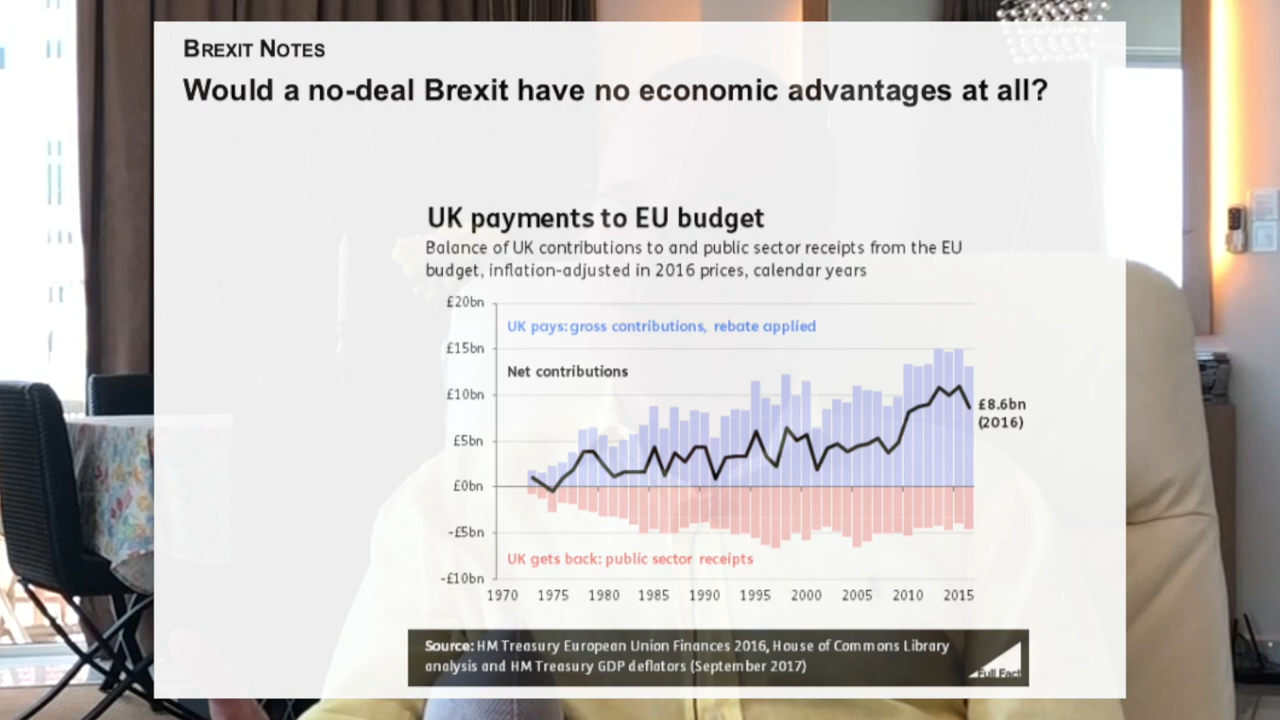 BREXIT NOTES
Would a no-deal Brexit have no economic advantages at all?
UK payments to EU budget
Balance of UK contributions to and public sector receipts from the EU
budget, inflation-adjusted in 2016 prices, calendar years
£20bn
UK pays: gross contributions, rebate applied
£15bn
Net contributions
£10bn
£8.6bn
(2016)
£5bn
£0bn
-£5bn
UK gets back: public sector receipts
-£10bn
1970 1975 1980 1985 1990 1995 2000 2005 2010 2015
Source: HM Treasury European Union Finances 2016, House of Commons Library
analysis and HM Treasury GDP deflators (September 2017)
Full Fact